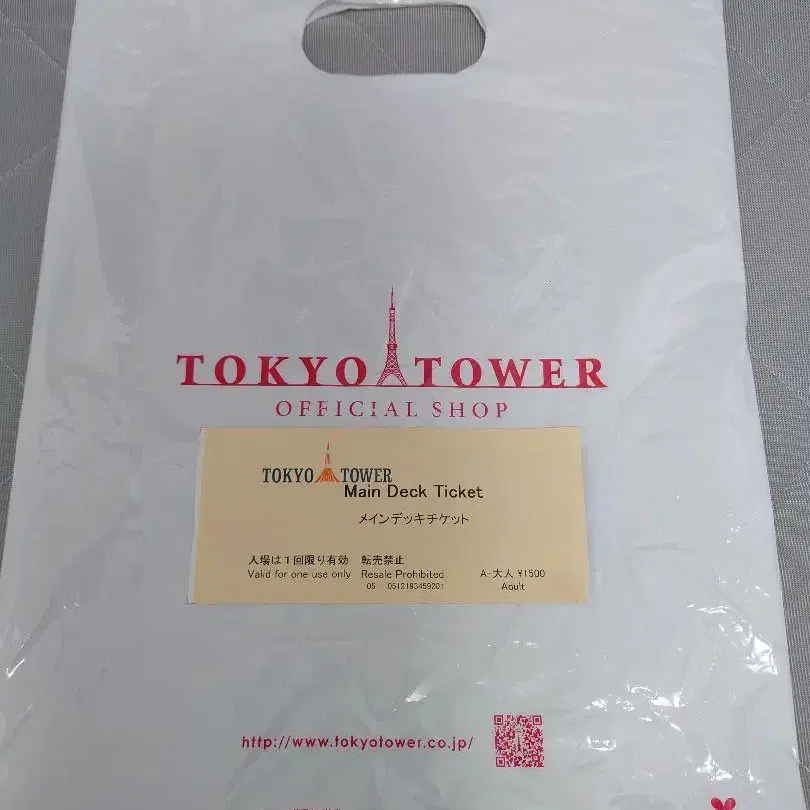 TOKYO TOWER
OFFICIAL SHOP
TOKYO TOWER
Main Deck Ticket
メインデッキチケット
入場は1回限り有効 転売禁止
Valid for one use only Resale Prohibited A-大人 ¥1500
05 0512193459201 Adult
http://www.tokyotower.co.jp/